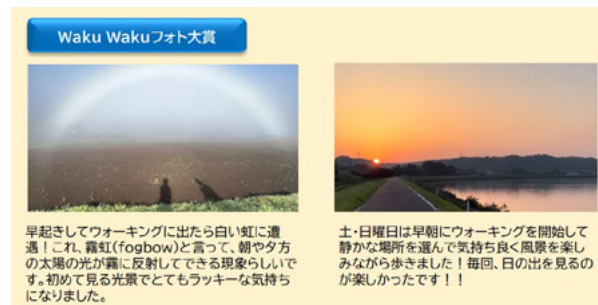 Waku Wakuフォト大賞
早起きしてウォーキングに出たら白い虹に遭
遇！これ、霧虹(fogbow)と言って、朝や夕方
の太陽の光が霧に反射してできる現象らしいで
す。初めて見る光景でとてもラッキーな気持ち
になりました。
土・日曜日は早朝にウォーキングを開始して
静かな場所を選んで気持ち良く風景を楽し
みながら歩きました！毎回、日の出を見るの
が楽しかったです！！